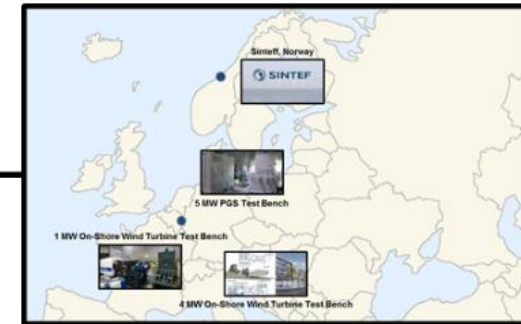 Sinteff, Norway
SINTEF
5 MW PGS Test Bench
1 MW On-Shore Wind Turbine Test Bench
4 MW On-Shore Wind Turbine Test Bench